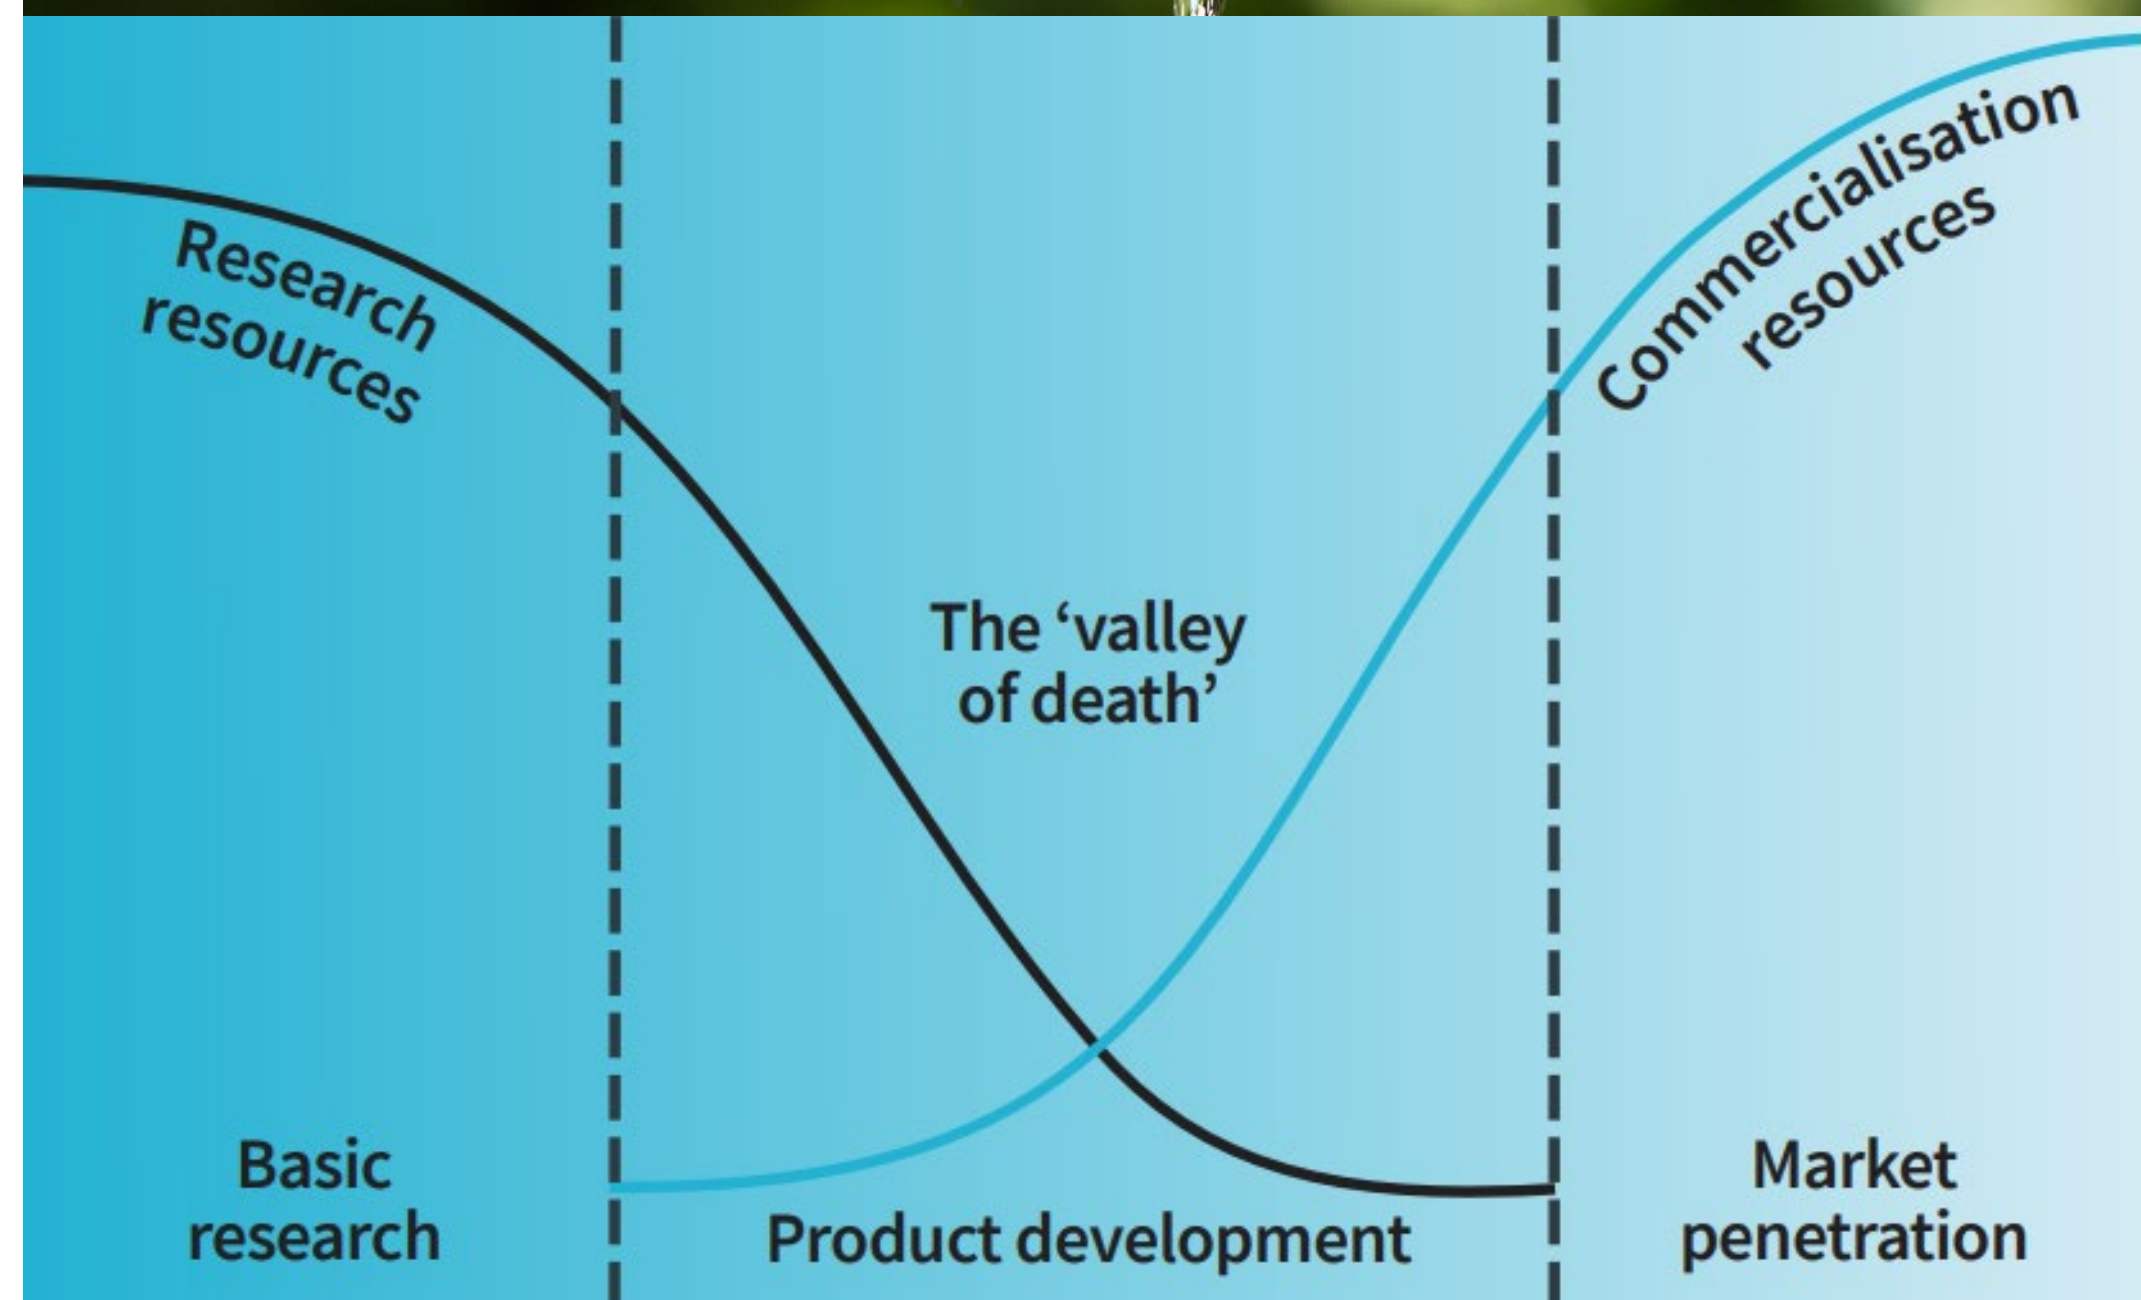 Research
resources
Commercialisation
resources
The ‘valley
of death’
Basic
research
Product development
Market
penetration